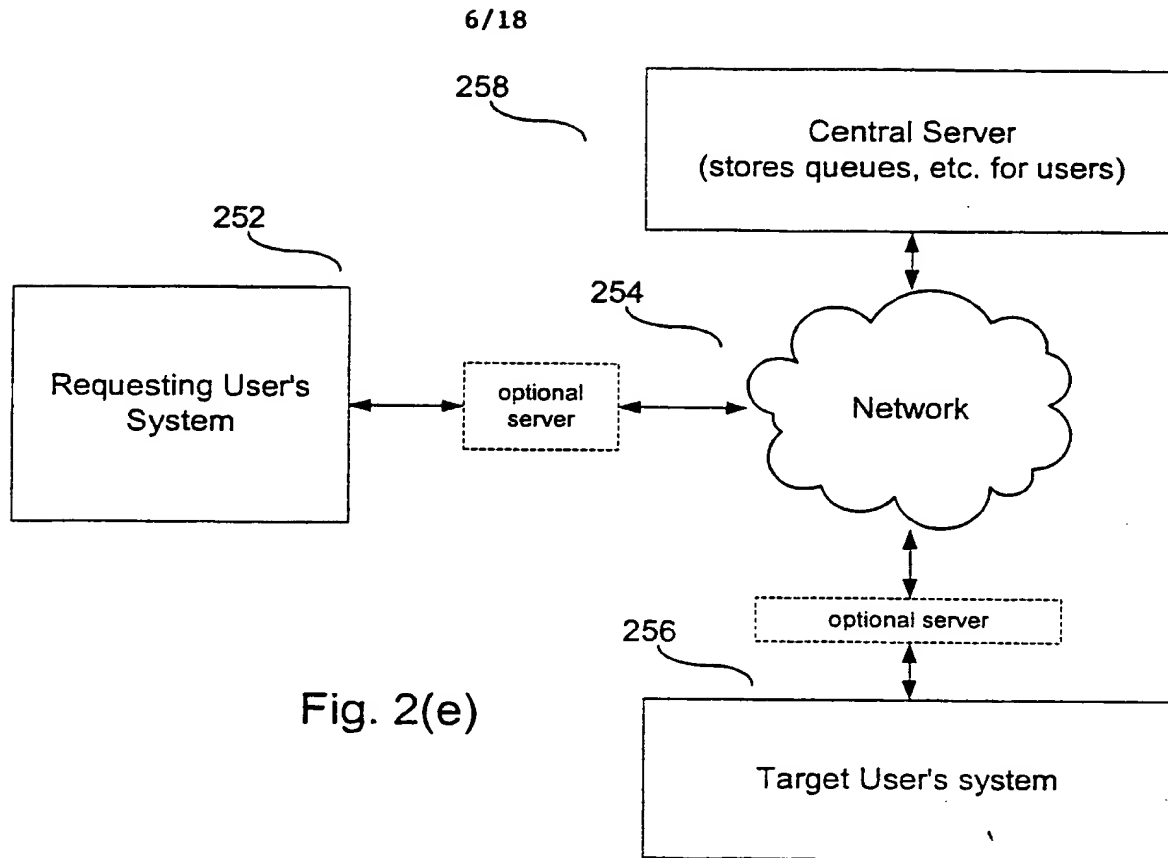 6/18
258
Central Server
(stores queues, etc. for users)
252
254
Requesting User's
System
optional
server
Network
optional server
256
Fig. 2(e)
Target User's system